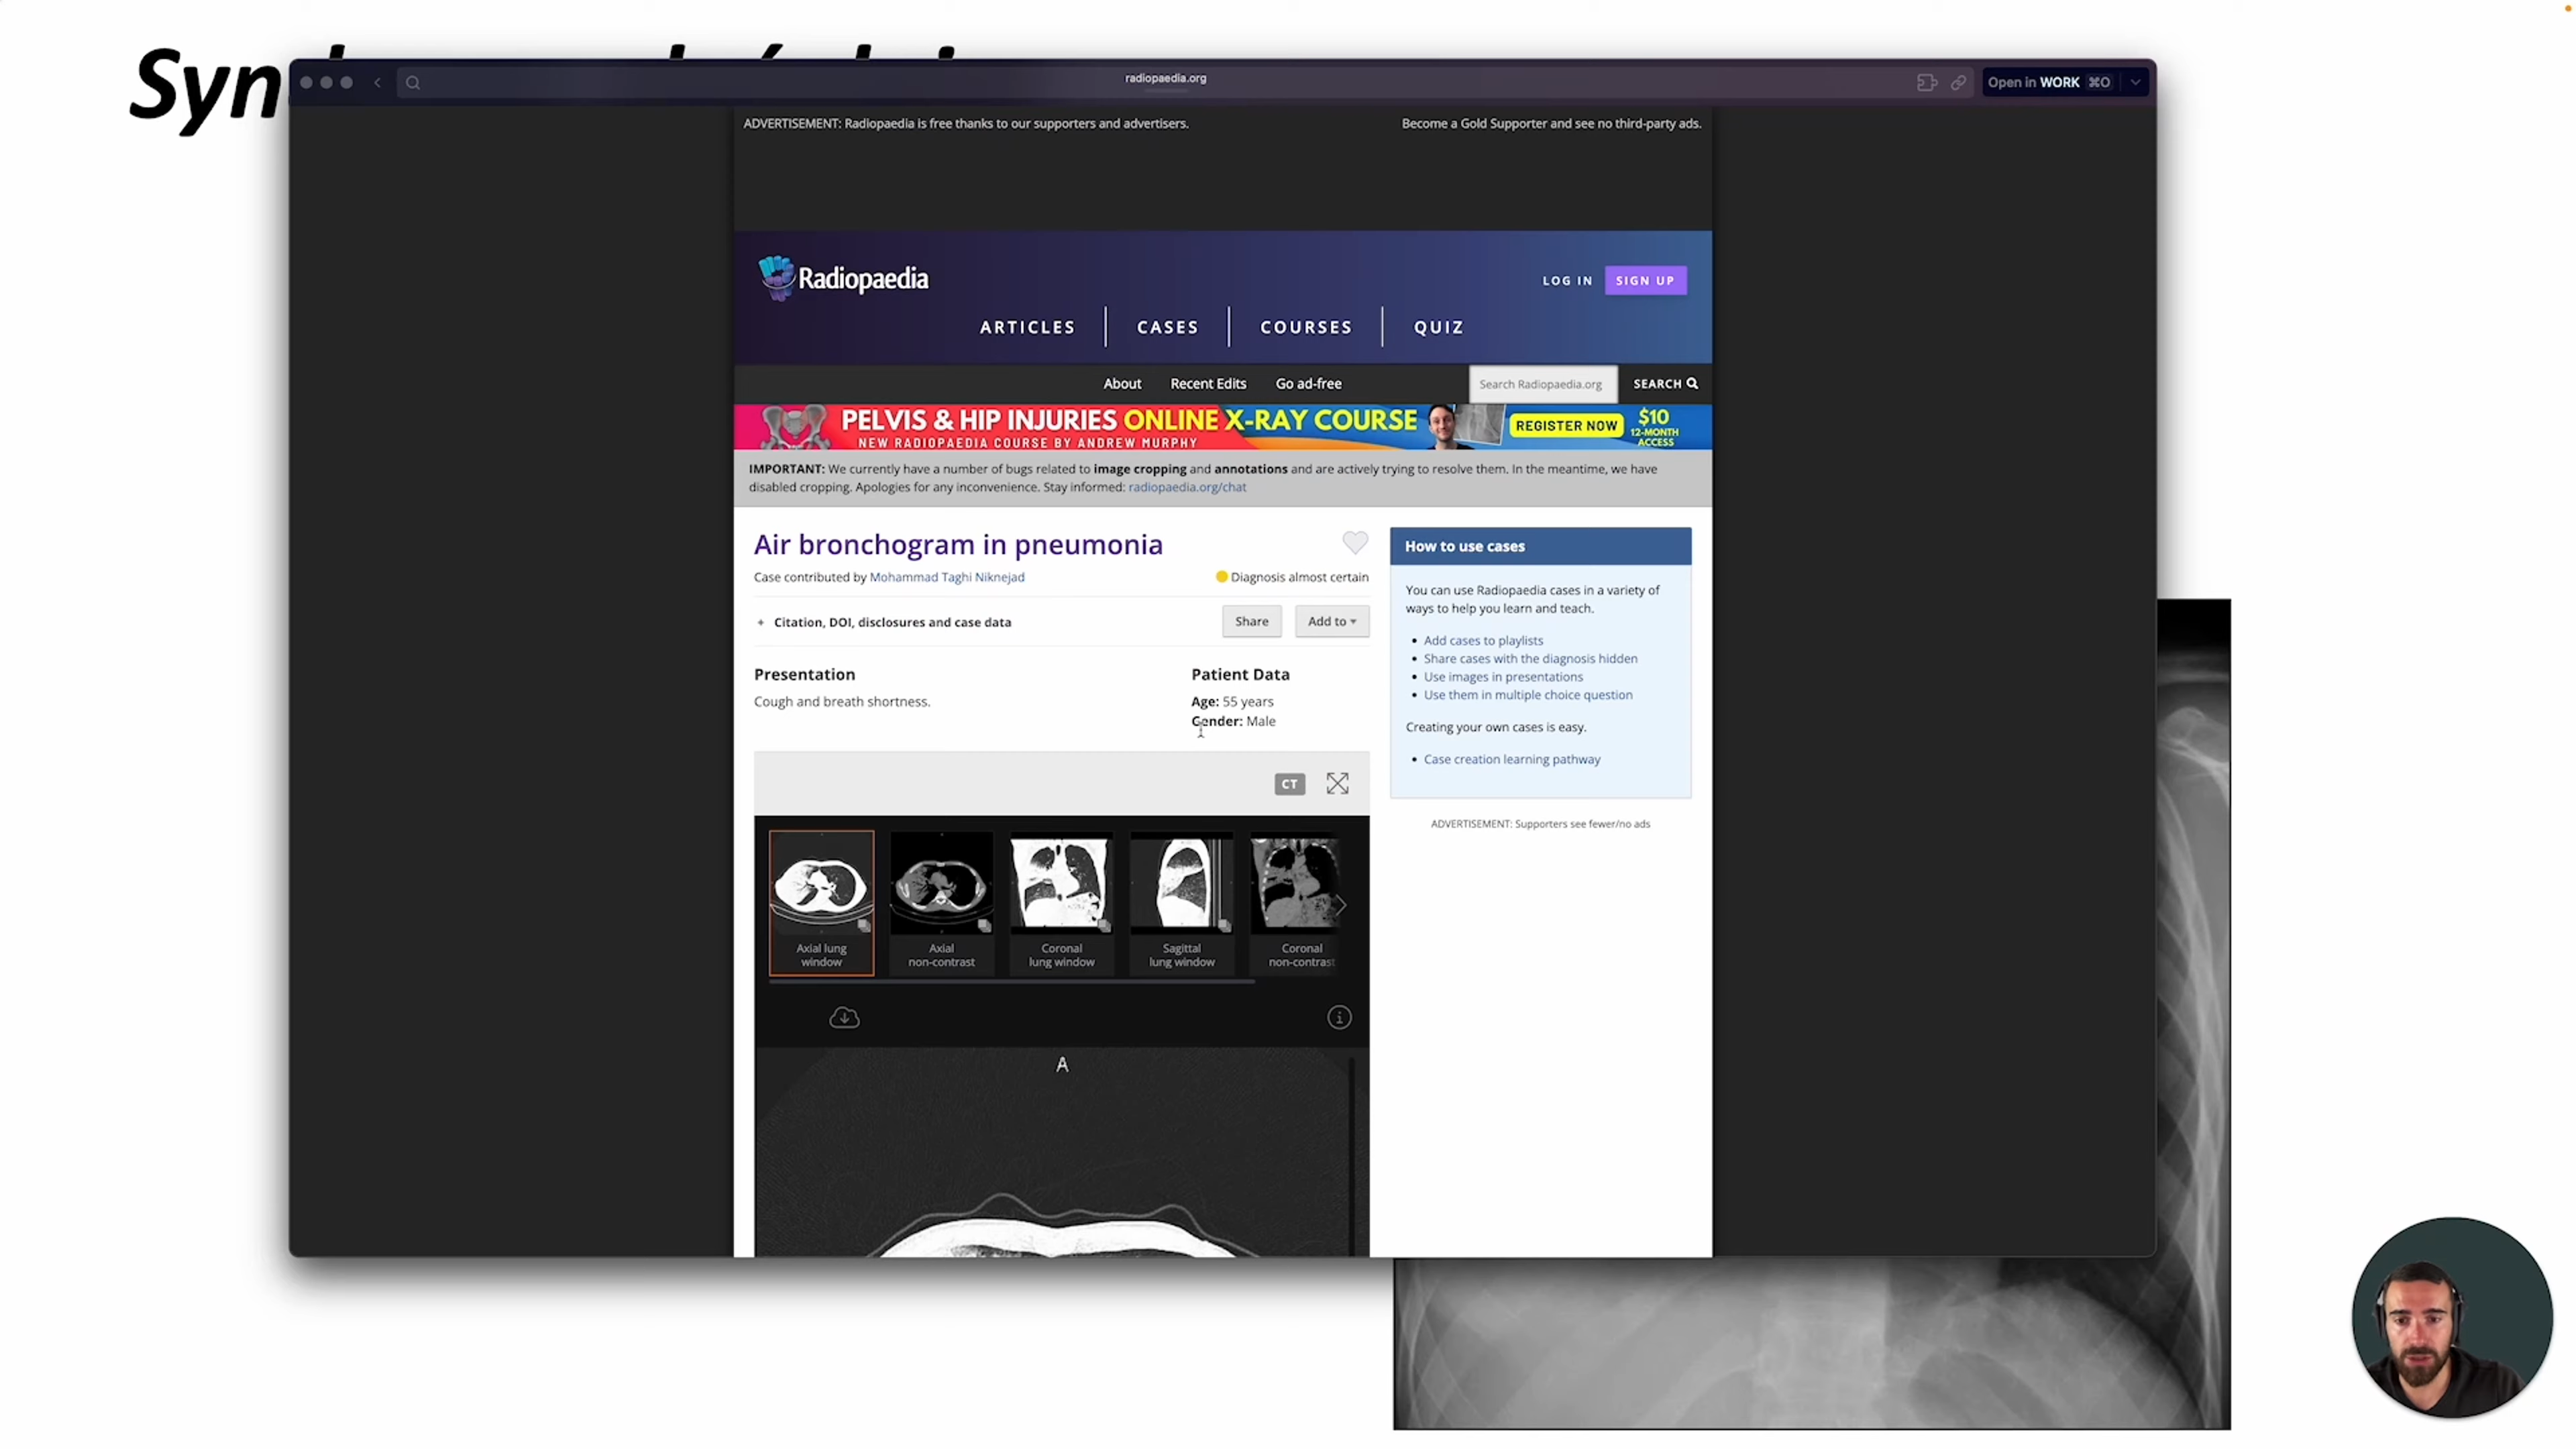 radiopaedia.org
Open in WORK ⌘O
ADVERTISEMENT: Radiopaedia is free thanks to our supporters and advertisers.
Become a Gold Supporter and see no third-party ads.
Radiopaedia
LOG IN
SIGN UP
ARTICLES
CASES
COURSES
QUIZ
About
Recent Edits
Go ad-free
Search Radiopaedia.org
SEARCH
PELVIS & HIP INJURIES ONLINE X-RAY COURSE
NEW RADIOPAEDIA COURSE BY ANDREW MURPHY
REGISTER NOW
$10
12-MONTH
ACCESS
IMPORTANT: We currently have a number of bugs related to image cropping and annotations and are actively trying to resolve them. In the meantime, we have
disabled cropping. Apologies for any inconvenience. Stay informed: radiopaedia.org/chat
Air bronchogram in pneumonia
Case contributed by Mohammad Taghi Niknejad
Diagnosis almost certain
+ Citation, DOI, disclosures and case data
Share
Add to
Presentation
Cough and breath shortness.
Patient Data
Age: 55 years
Gender: Male
CT
Axial lung
window
Axial
non-contrast
Coronal
lung window
Sagittal
lung window
Coronal
non-contrast
A
How to use cases
You can use Radiopaedia cases in a variety of
ways to help you learn and teach.
• Add cases to playlists
• Share cases with the diagnosis hidden
• Use images in presentations
• Use them in multiple choice question
Creating your own cases is easy.
• Case creation learning pathway
ADVERTISEMENT: Supporters see fewer/no ads